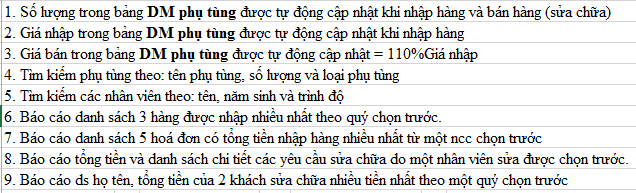 1. Số lượng trong bảng DM phụ tùng được tự động cập nhật khi nhập hàng và bán hàng (sửa chữa)
2. Giá nhập trong bảng DM phụ tùng được tự động cập nhật khi nhập hàng
3. Giá bán trong bảng DM phụ tùng được tự động cập nhật = 110%Giá nhập
4. Tìm kiếm phụ tùng theo: tên phụ tùng, số lượng và loại phụ tùng
5. Tìm kiếm các nhân viên theo: tên, năm sinh và trình độ
6. Báo cáo danh sách 3 hàng được nhập nhiều nhất theo quý chọn trước.
7. Báo cáo danh sách 5 hoá đơn có tổng tiền nhập hàng nhiều nhất từ một ncc chọn trước
8. Báo cáo tổng tiền và danh sách chi tiết các yêu cầu sửa chữa do một nhân viên sửa được chọn trước.
9. Báo cáo ds họ tên, tổng tiền của 2 khách sửa chữa nhiều tiền nhất theo một quý chọn trước